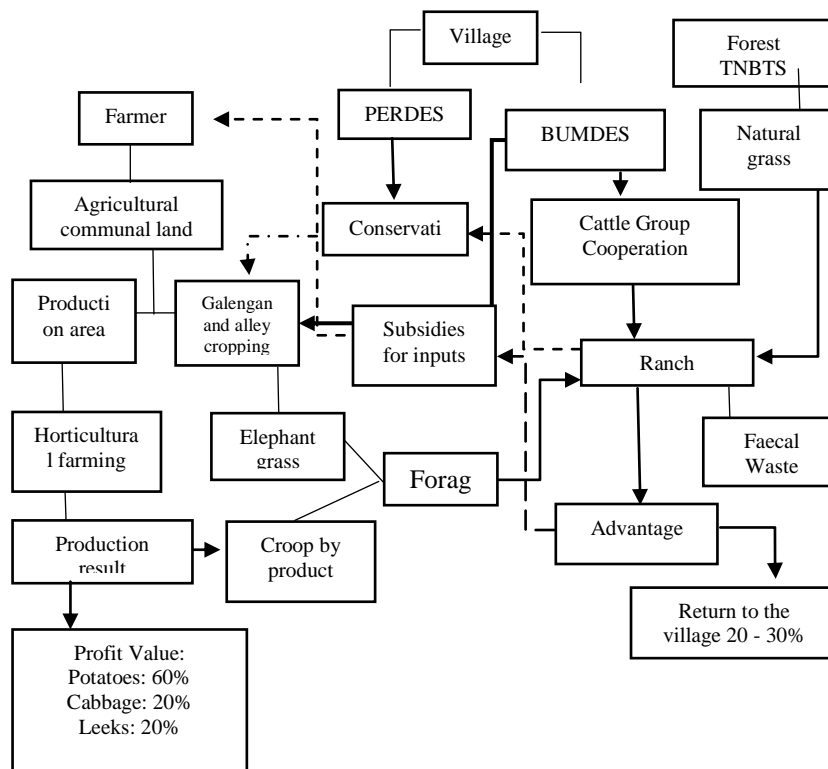 Village
Forest
TNBTS
Farmer
PERDES
BUMDES
Natural
grass
Agricultural
communal land
Conservati
Cattle Group
Cooperation
Producti
on area
Galengan
and alley
cropping
Subsidies
for inputs
Ranch
Horticultura
l farming
Elephant
grass
Forag
Faecal
Waste
Production
result
Croop by
product
Advantage
Return to the
village 20 - 30%
Profit Value:
Potatoes: 60%
Cabbage: 20%
Leeks: 20%